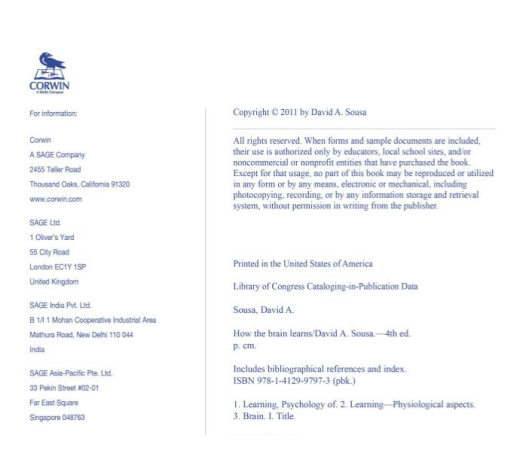 CORWIN
A SAGE Company
For information:
Corwin
A SAGE Company
2455 Teller Road
Thousand Oaks, California 91320
www.corwin.com
SAGE Ltd.
1 Oliver's Yard
55 City Road
London EC1Y 1SP
United Kingdom
SAGE India Pvt. Ltd.
B 1/I 1 Mohan Cooperative Industrial Area
Mathura Road, New Delhi 110 044
India
SAGE Asia-Pacific Pte. Ltd.
33 Pekin Street #02-01
Far East Square
Singapore 048763
Copyright © 2011 by David A. Sousa
All rights reserved. When forms and sample documents are included,
their use is authorized only by educators, local school sites, and/or
noncommercial or nonprofit entities that have purchased the book.
Except for that usage, no part of this book may be reproduced or utilized
in any form or by any means, electronic or mechanical, including
photocopying, recording, or by any information storage and retrieval
system, without permission in writing from the publisher.
Printed in the United States of America
Library of Congress Cataloging-in-Publication Data
Sousa, David A.
How the brain learns/David A. Sousa.—4th ed.
p. cm.
Includes bibliographical references and index.
ISBN 978-1-4129-9797-3 (pbk.)
1. Learning, Psychology of. 2. Learning—Physiological aspects.
3. Brain. I. Title.